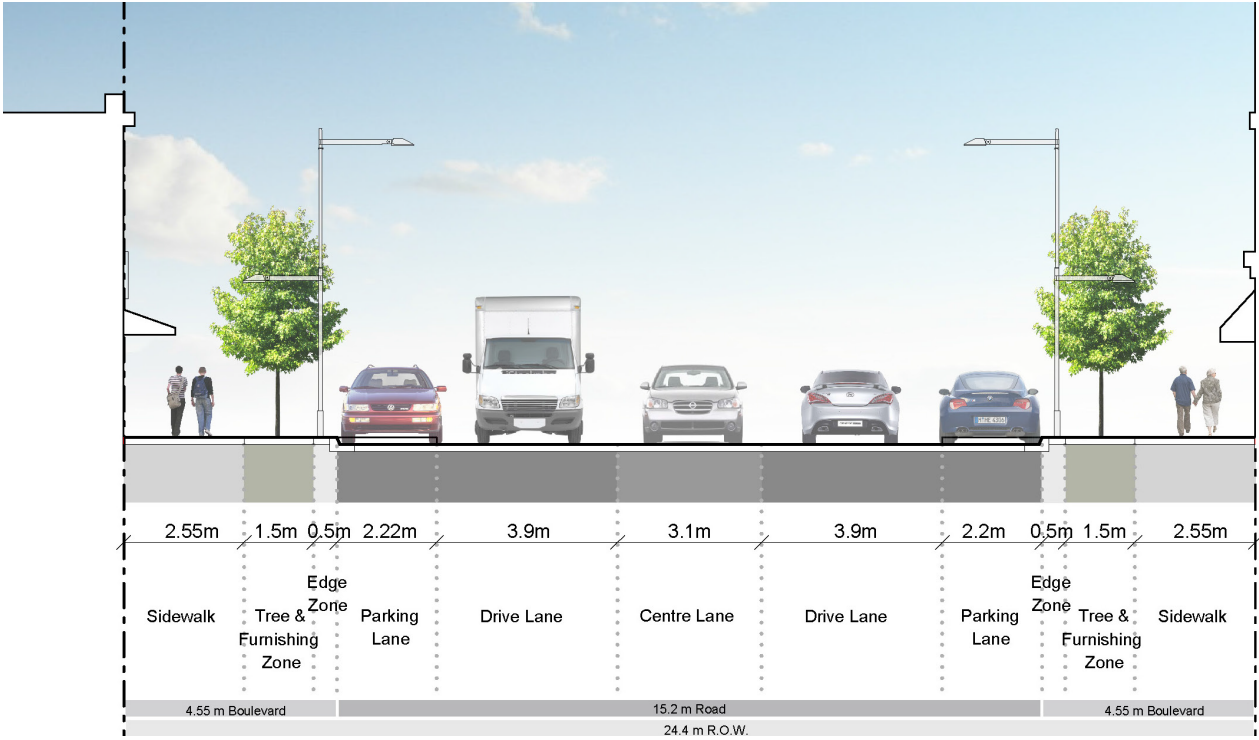 2.55m 1.5m 0.5m 2.22m 3.9m 3.1m 3.9m 2.2m 0.5m 1.5m 2.55m
Sidewalk
Tree &
Furnishing
Zone
Edge
Zone
Parking
Lane
Drive Lane
Centre Lane
Drive Lane
Parking
Lane
Edge
Zone
Tree &
Furnishing
Zone
Sidewalk
4.55 m Boulevard
15.2 m Road
4.55 m Boulevard
24.4 m R.O.W.